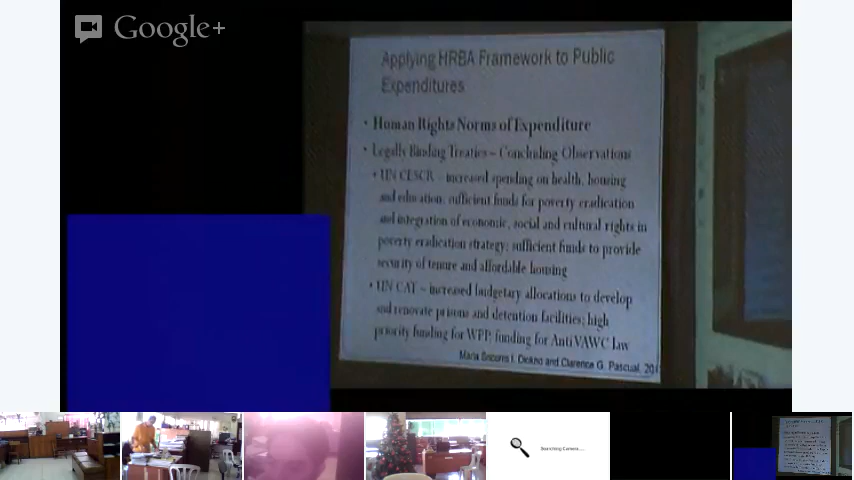 Google+
Applying HRBA Framework to Public
Expenditures
• Human Rights Norms of Expenditure
• Legally Binding Treaties – Concluding Observations
• UN CESCR – increased spending on health, housing
and education; sufficient funds for poverty eradication
and integration of economic, social and cultural rights in
poverty eradication strategy; sufficient funds to provide
security of tenure and affordable housing
• UN CAT – increased budgetary allocations to develop
and renovate prisons and detention facilities; high
priority funding for WPP; funding for Anti VAWC law
Maria Socorro I. Diokno and Clarence G. Pascual, 20
Searching Camera....